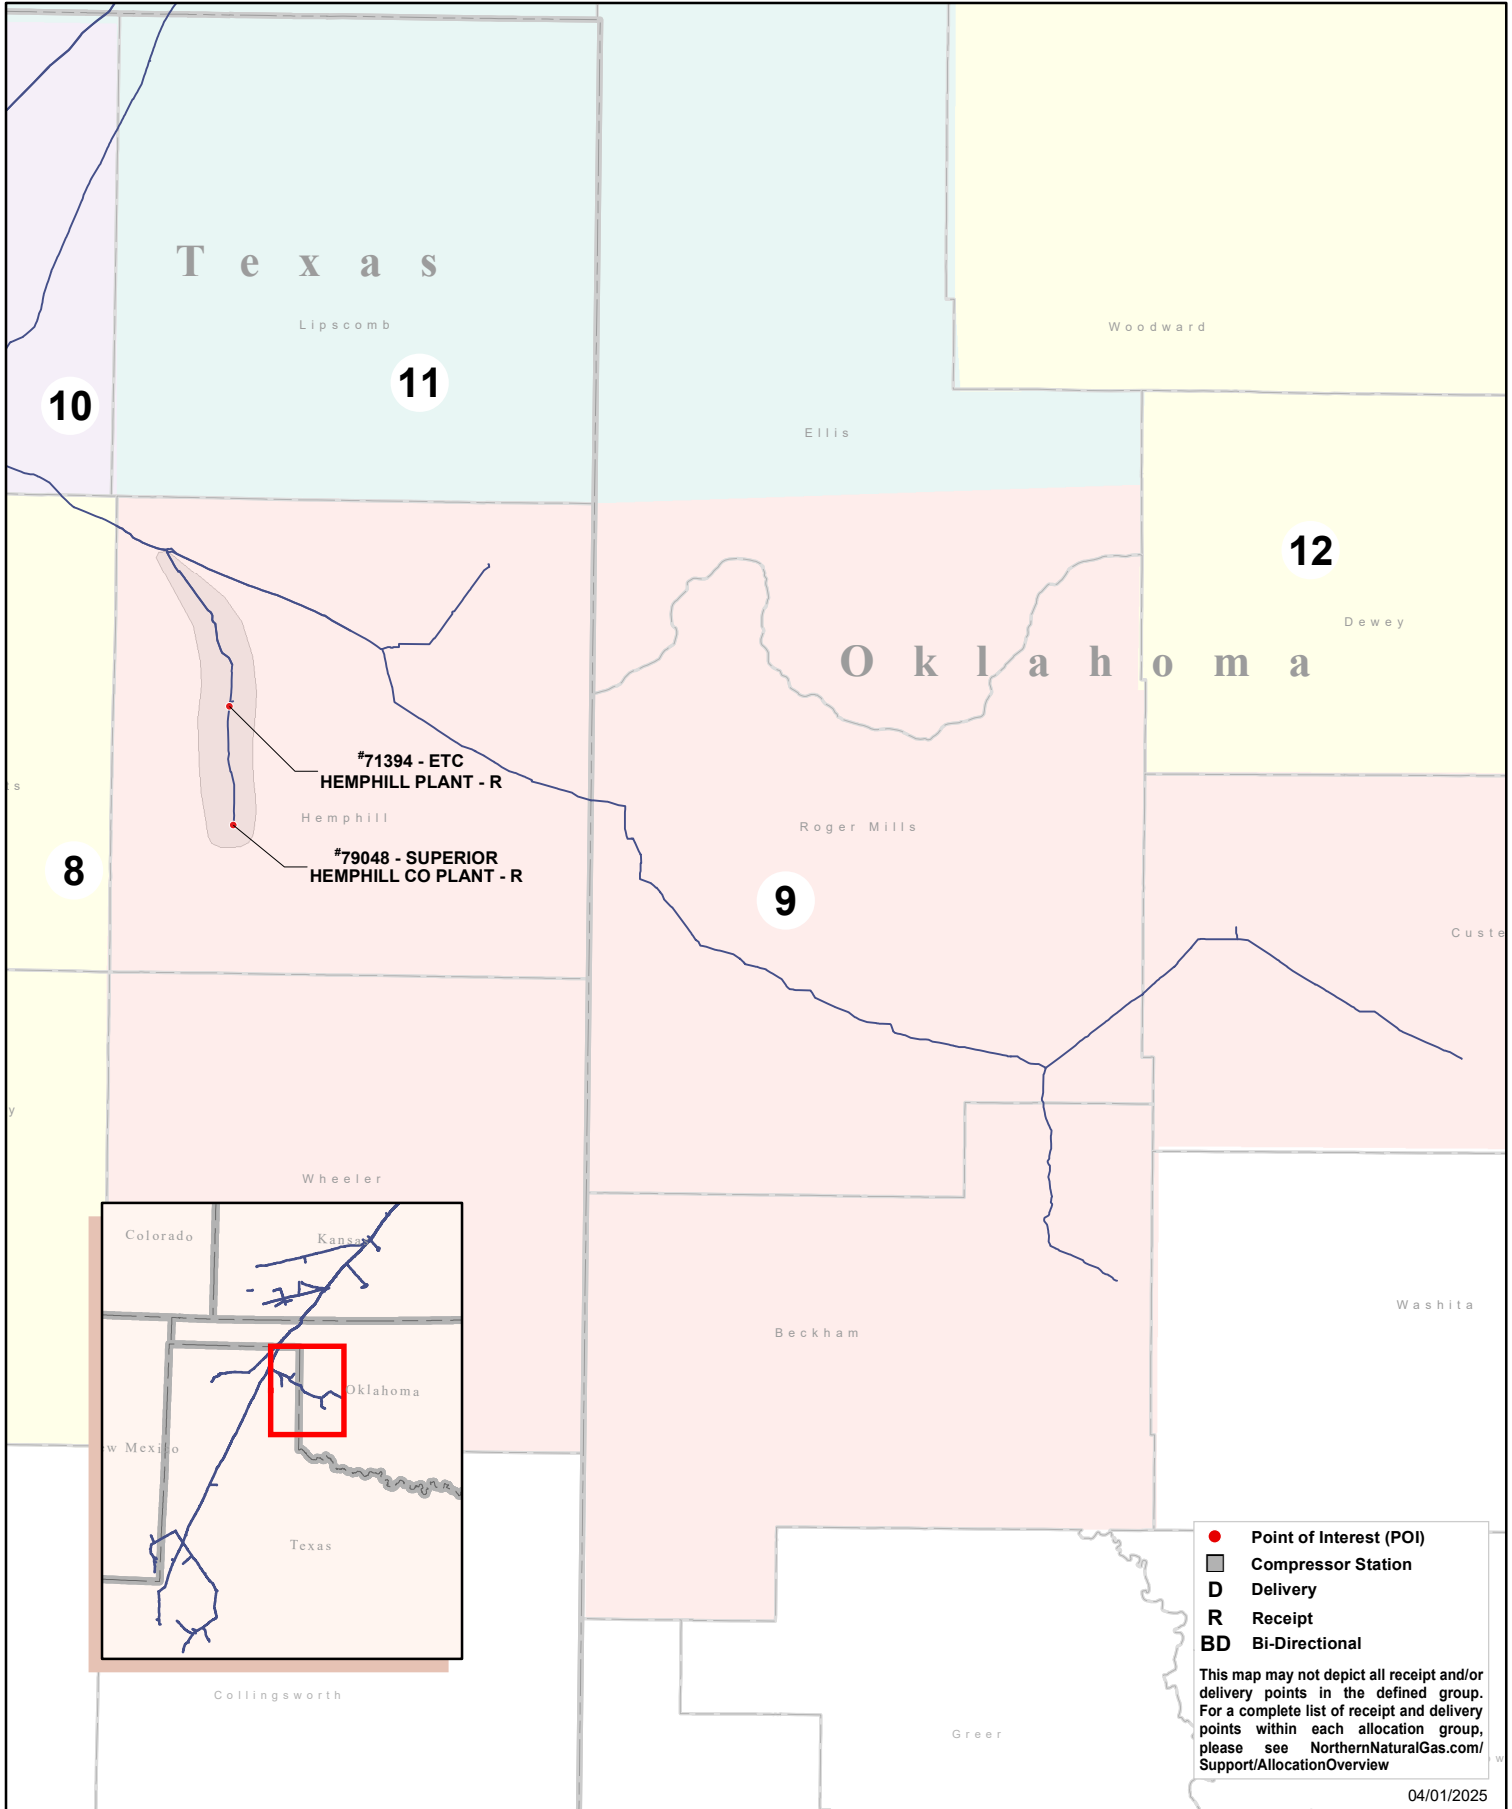 Texas
Lipscomb
11
10
Woodward
Ellis
12
Dewey
Oklahoma
#71394 - ETC
HEMPHILL PLANT - R
ts
Hemphill
Roger Mills
#79048 - SUPERIOR
HEMPHILL CO PLANT - R
8
9
Custe
y
Wheeler
Colorado
Kansas
Oklahoma
w Mexico
Texas
Washita
Beckham
Collingsworth
Greer
Point of Interest (POI)
Compressor Station
D Delivery
R Receipt
BD Bi-Directional
This map may not depict all receipt and/or
delivery points in the defined group.
For a complete list of receipt and delivery
points within each allocation group,
please see NorthernNaturalGas.com/
Support/AllocationOverview
w
04/01/2025